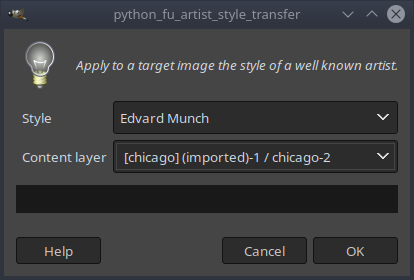 python_fu_artist_style_transfer
Apply to a target image the style of a well known artist.
Style
Edvard Munch
Content layer
[chicago] (imported)-1 / chicago-2
Help
Cancel
OK